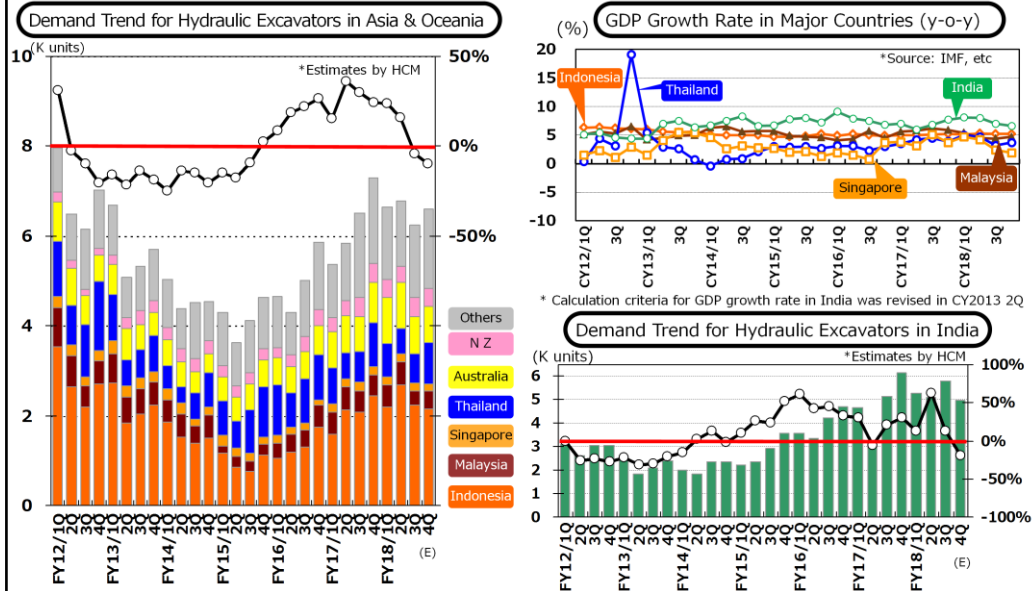 Demand Trend for Hydraulic Excavators in Asia & Oceania
(K units)
*Estimates by HCM
10
8
6
4
2
0
50%
0%
-50%
Others
N Z
Australia
Thailand
Singapore
Malaysia
Indonesia
FY12/1Q
2Q
3Q
4Q
FY13/1Q
2Q
3Q
4Q
FY14/1Q
2Q
3Q
4Q
FY15/1Q
2Q
3Q
4Q
FY16/1Q
2Q
3Q
4Q
FY17/1Q
2Q
3Q
4Q
FY18/1Q
2Q
3Q
4Q
(E)
GDP Growth Rate in Major Countries (y-o-y)
(%)
*Source: IMF, etc
20
15
10
5
0
-5
-10
Indonesia
Thailand
India
Singapore
Malaysia
CY12/1Q
3Q
CY13/1Q
3Q
CY14/1Q
3Q
CY15/1Q
3Q
CY16/1Q
3Q
CY17/1Q
3Q
CY18/1Q
3Q
* Calculation criteria for GDP growth rate in India was revised in CY2013 2Q
Demand Trend for Hydraulic Excavators in India
(K units)
*Estimates by HCM
6
5
4
3
2
1
0
100%
50%
0%
-50%
-100%
FY12/1Q
2Q
3Q
4Q
FY13/1Q
2Q
3Q
4Q
FY14/1Q
2Q
3Q
4Q
FY15/1Q
2Q
3Q
4Q
FY16/1Q
2Q
3Q
4Q
FY17/1Q
2Q
3Q
4Q
FY18/1Q
2Q
3Q
4Q
(E)